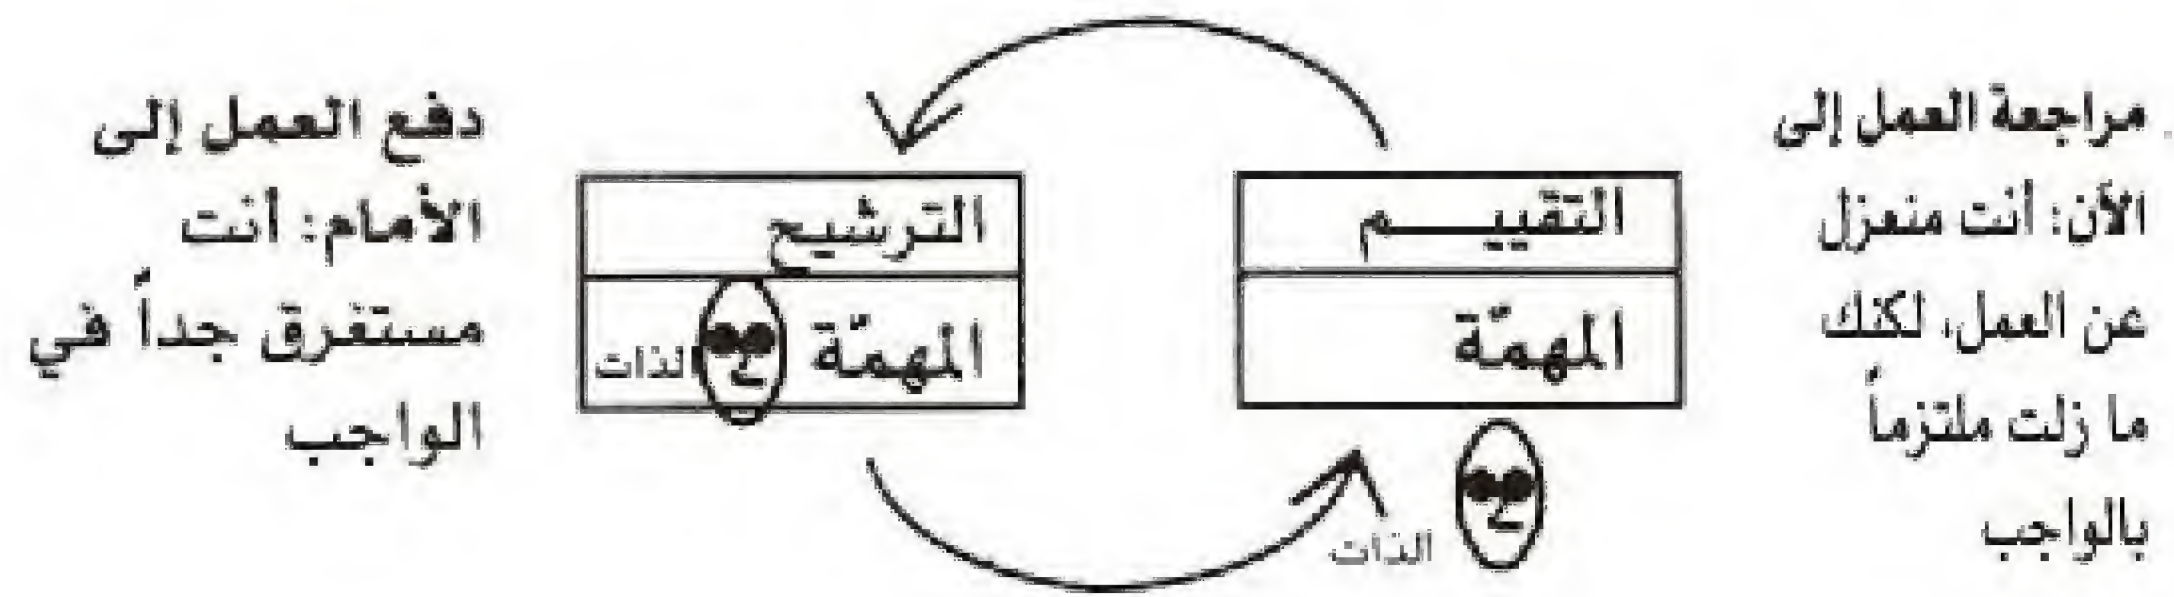 مراجعة العمل إلى
الآن: أنت منعزل
عن العمل، لكنك
ما زلت ملتزماً
بالواجب
التقييـــــم
المهمّة
الذات
الترشيح
المهمّة
الذات
دفع العمل إلى
الأمام: أنت
مستغرق جداً في
الواجب